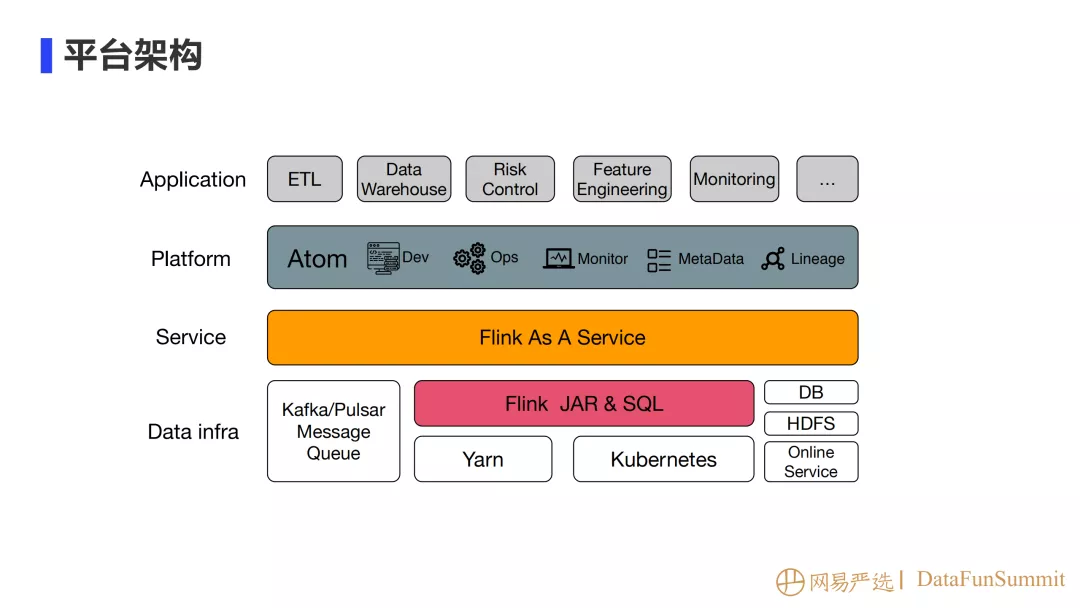 平台架构
Application
ETL
Data
Warehouse
Risk
Control
Feature
Engineering
Monitoring
...
Platform
Atom
Dev
Ops
Monitor
MetaData
Lineage
Service
Flink As A Service
Data infra
Kafka/Pulsar
Message
Queue
Flink JAR & SQL
Yarn
Kubernetes
DB
HDFS
Online
Service
网易严选 | DataFunSummit